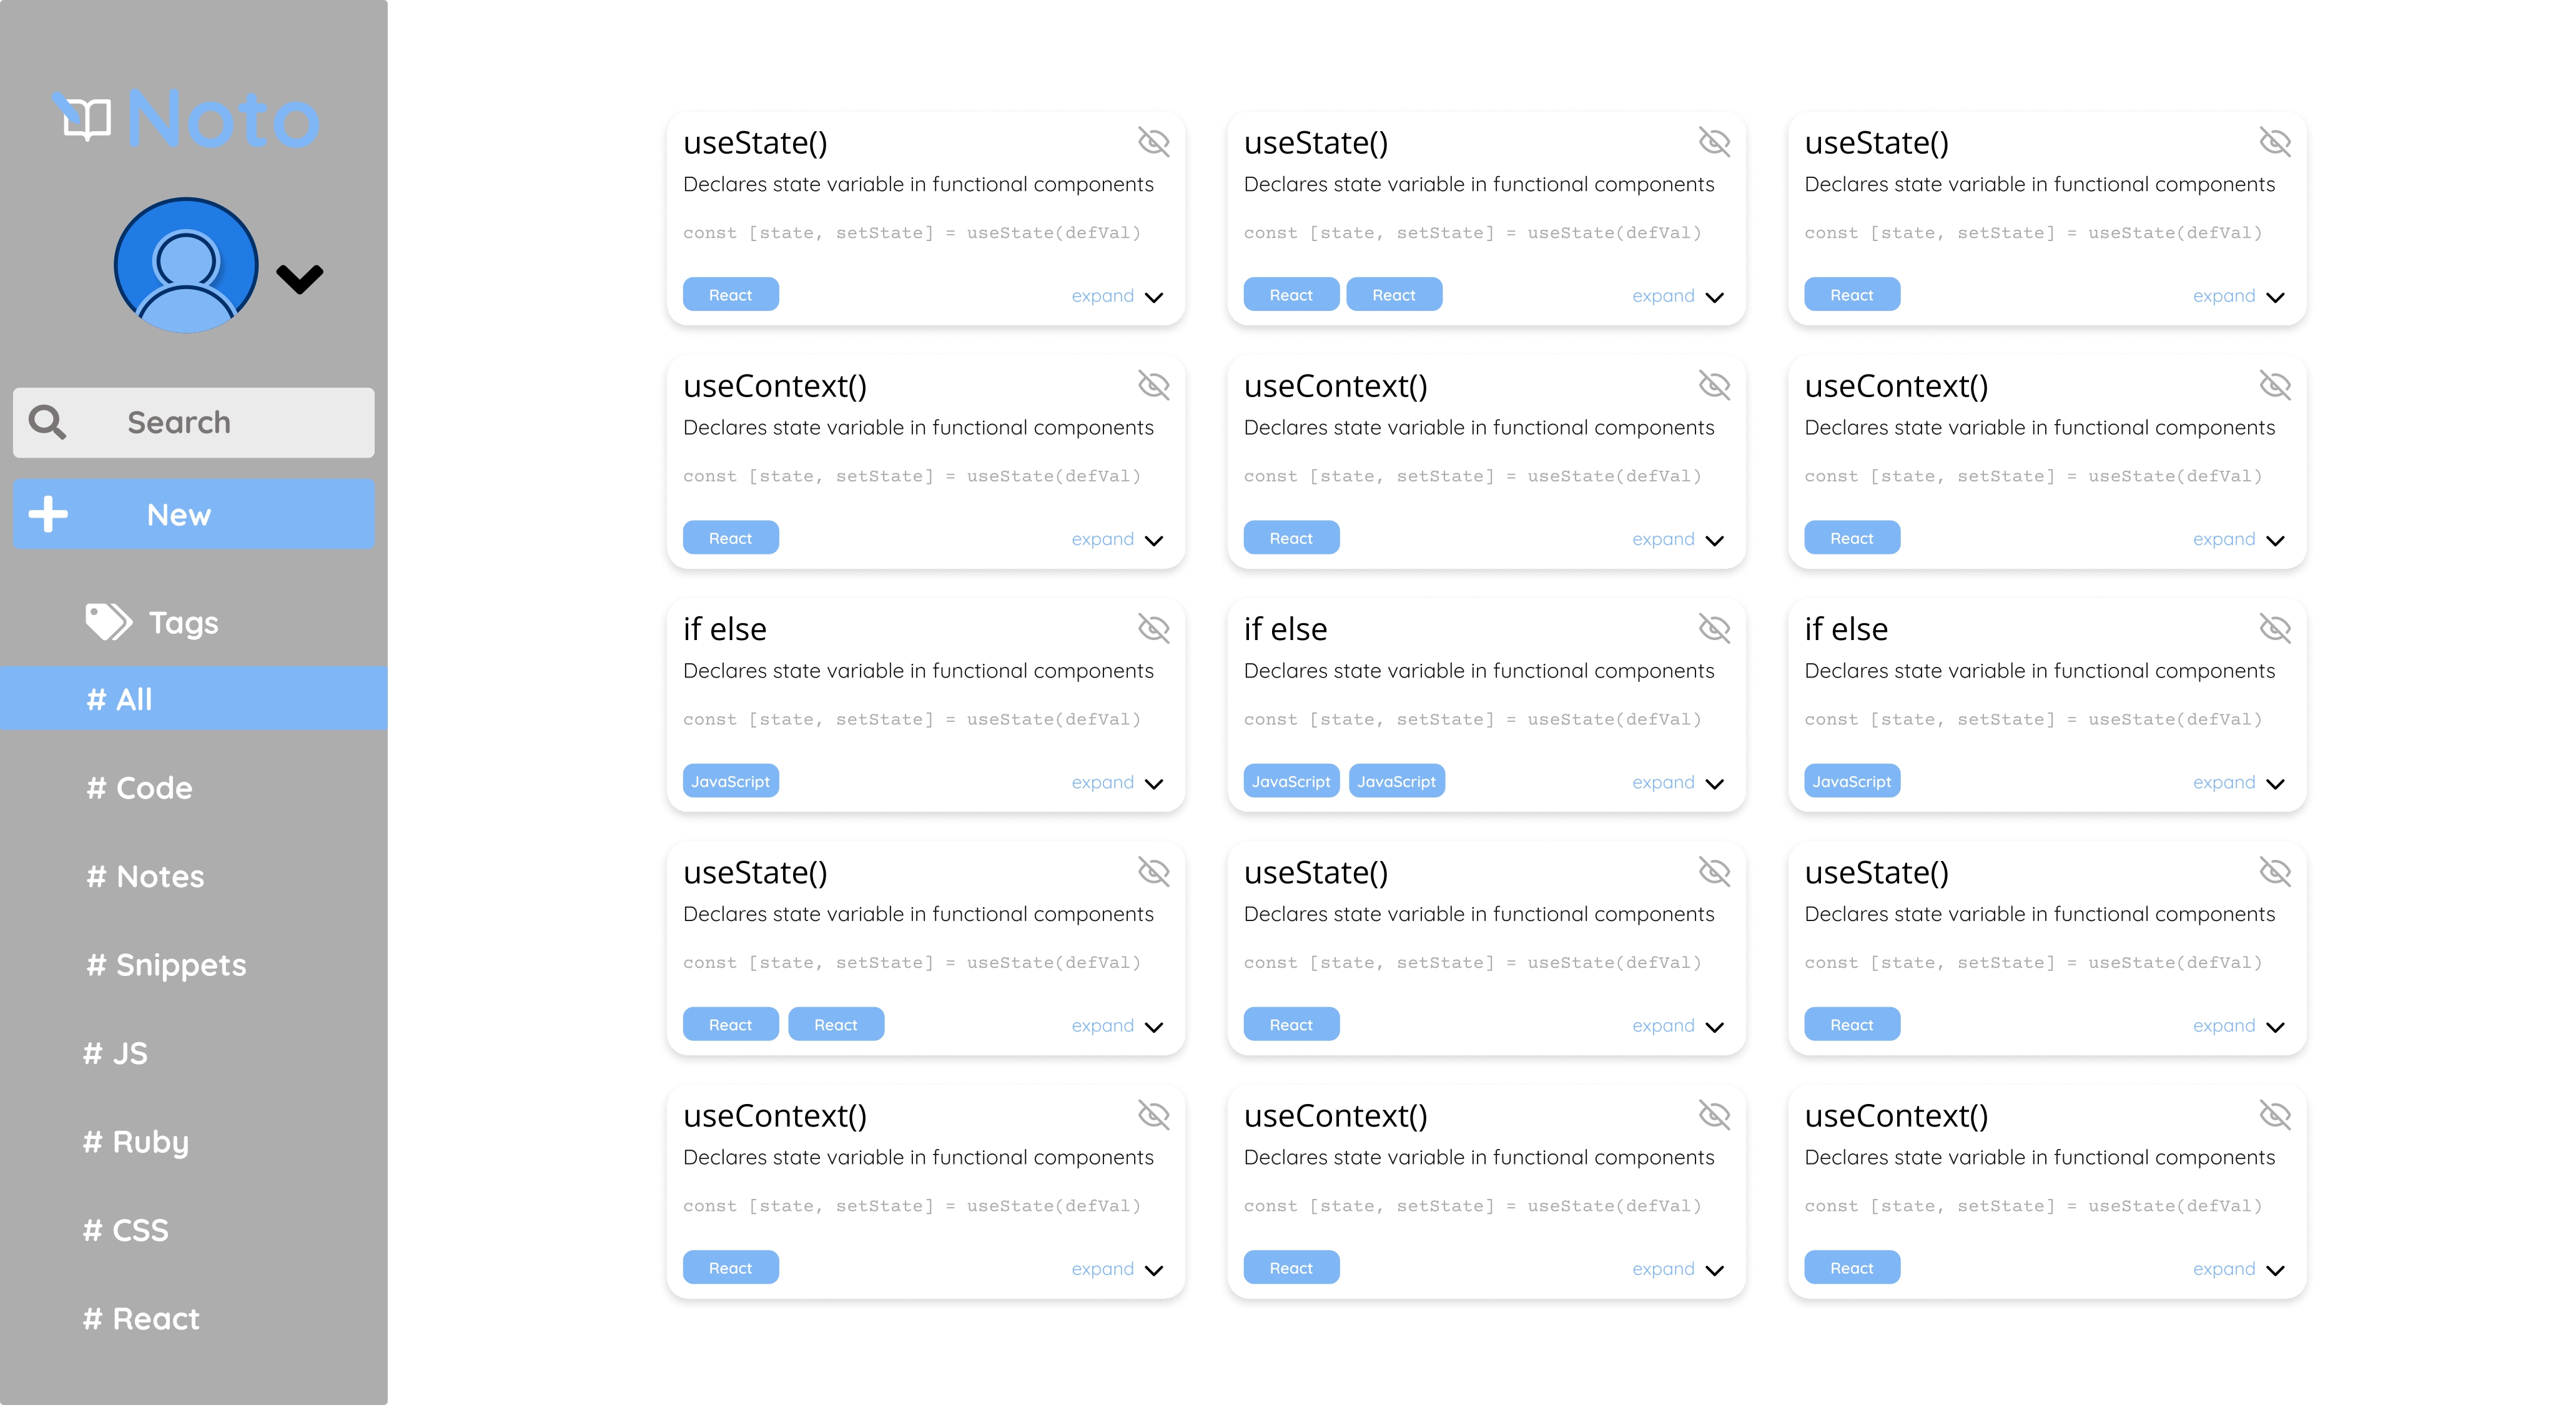 Noto
Search
New
Tags
# All
# Code
# Notes
# Snippets
# JS
# Ruby
# CSS
# React
useState()
Declares state variable in functional components
const [state, setState] = useState(defVal)
React
expand
useState()
Declares state variable in functional components
const [state, setState] = useState(defVal)
React React
expand
useState()
Declares state variable in functional components
const [state, setState] = useState(defVal)
React
expand
useContext()
Declares state variable in functional components
const [state, setState] = useState(defVal)
React
expand
useContext()
Declares state variable in functional components
const [state, setState] = useState(defVal)
React
expand
useContext()
Declares state variable in functional components
const [state, setState] = useState(defVal)
React
expand
if else
Declares state variable in functional components
const [state, setState] = useState(defVal)
JavaScript
expand
if else
Declares state variable in functional components
const [state, setState] = useState(defVal)
JavaScript JavaScript
expand
if else
Declares state variable in functional components
const [state, setState] = useState(defVal)
JavaScript
expand
useState()
Declares state variable in functional components
const [state, setState] = useState(defVal)
React React
expand
useState()
Declares state variable in functional components
const [state, setState] = useState(defVal)
React
expand
useState()
Declares state variable in functional components
const [state, setState] = useState(defVal)
React
expand
useContext()
Declares state variable in functional components
const [state, setState] = useState(defVal)
React
expand
useContext()
Declares state variable in functional components
const [state, setState] = useState(defVal)
React
expand
useContext()
Declares state variable in functional components
const [state, setState] = useState(defVal)
React
expand